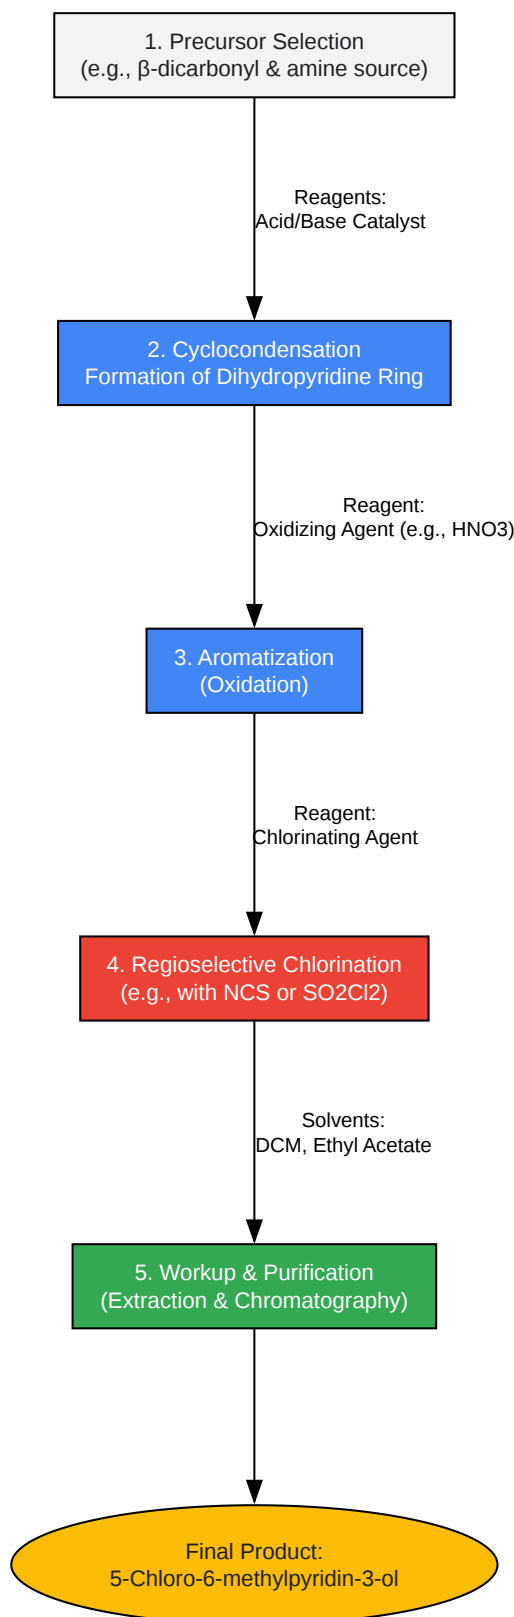 1. Precursor Selection
(e.g., β-dicarbonyl & amine source)
Reagents:
Acid/Base Catalyst
2. Cyclocondensation
Formation of Dihydropyridine Ring
Reagent:
Oxidizing Agent (e.g., HNO3)
3. Aromatization
(Oxidation)
Reagent:
Chlorinating Agent
4. Regioselective Chlorination
(e.g., with NCS or SO2Cl2)
Solvents:
DCM, Ethyl Acetate
5. Workup & Purification
(Extraction & Chromatography)
Final Product:
5-Chloro-6-methylpyridin-3-ol